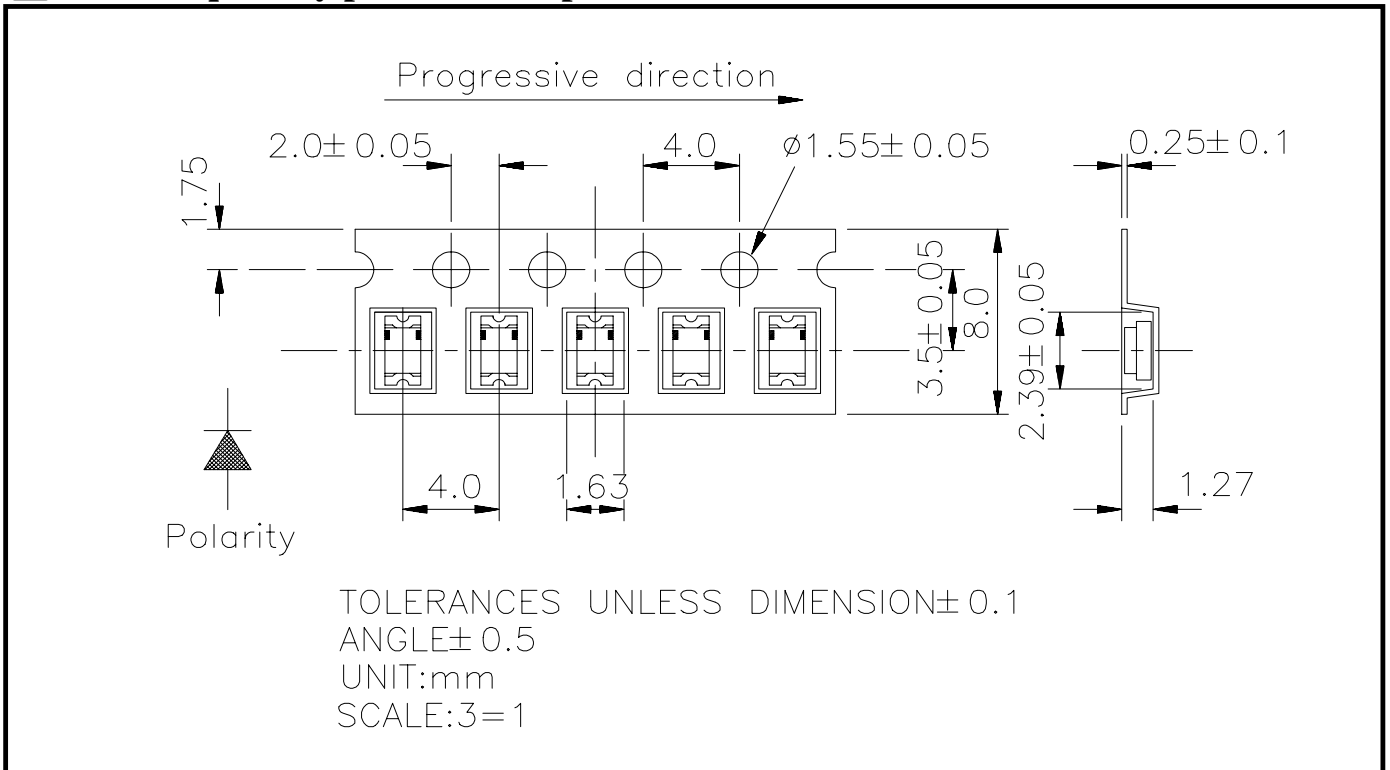 Progressive direction
2.0±0.05
4.0
ø1.55±0.05
0.25±0.1
1.75
3.5±0.05
8.0
2.39±0.05
4.0
1.63
1.27
Polarity
TOLERANCES UNLESS DIMENSION±0.1
ANGLE±0.5
UNIT:mm
SCALE:3=1